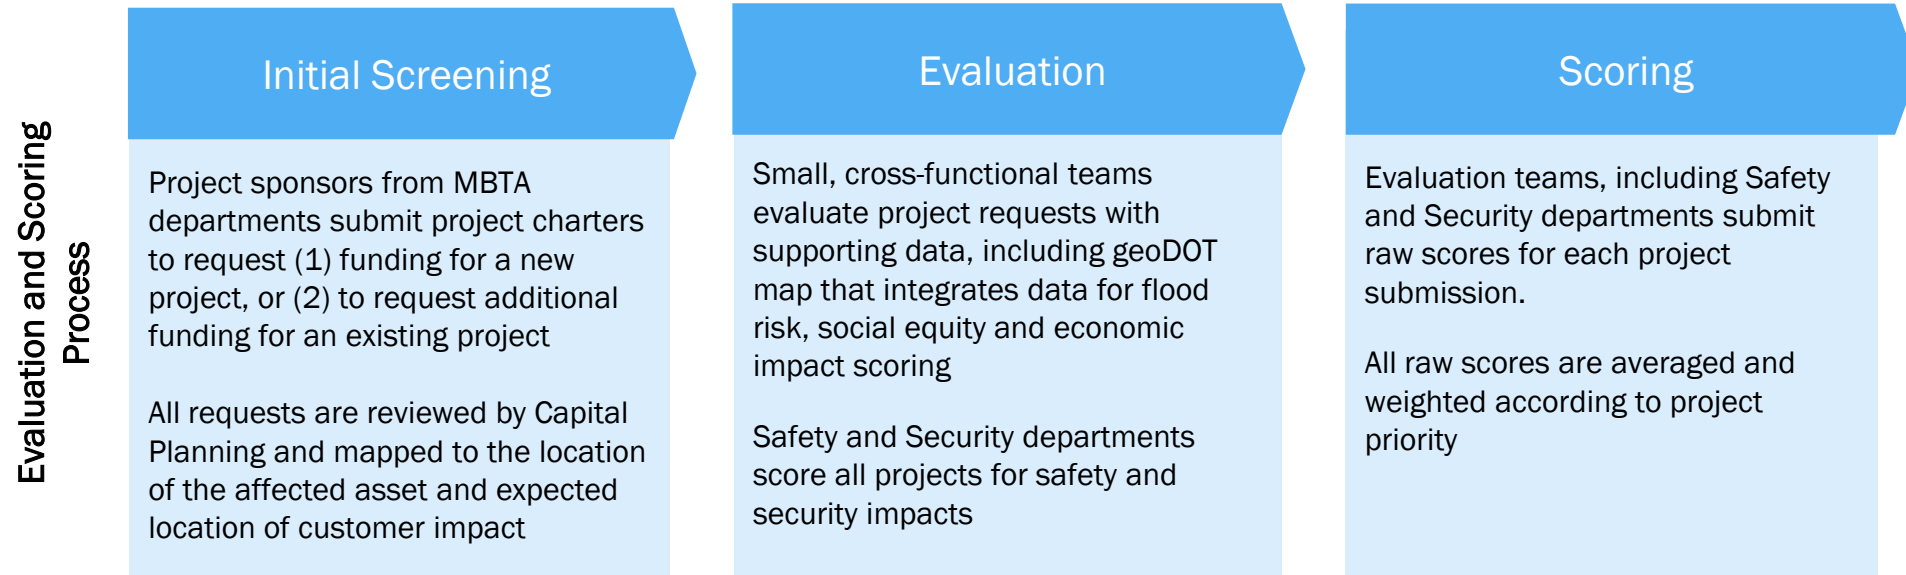 Evaluation and Scoring
Process
Initial Screening
Project sponsors from MBTA
departments submit project charters
to request (1) funding for a new
project, or (2) to request additional
funding for an existing project
All requests are reviewed by Capital
Planning and mapped to the location
of the affected asset and expected
location of customer impact
Evaluation
Small, cross-functional teams
evaluate project requests with
supporting data, including geoDOT
map that integrates data for flood
risk, social equity and economic
impact scoring
Safety and Security departments
score all projects for safety and
security impacts
Scoring
Evaluation teams, including Safety
and Security departments submit
raw scores for each project
submission.
All raw scores are averaged and
weighted according to project
priority